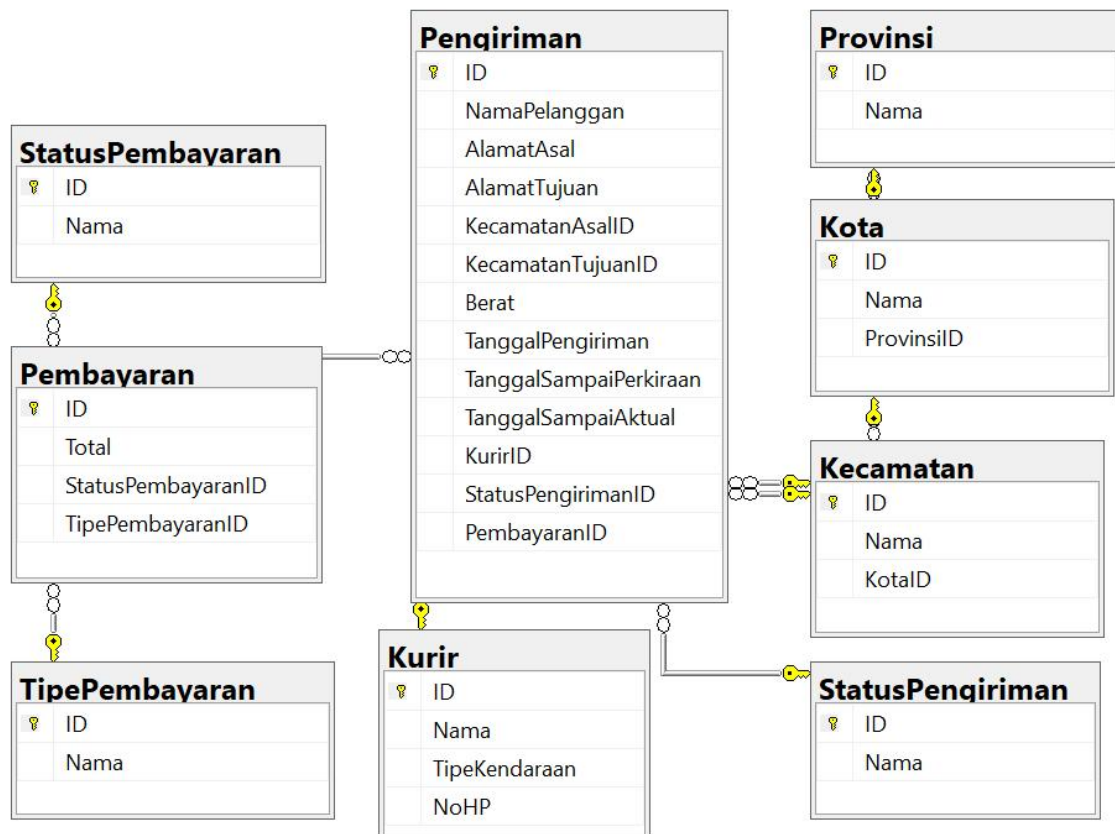 StatusPembayaran
ID
Nama
Pembayaran
ID
Total
StatusPembayaranID
TipePembayaranID
TipePembayaran
ID
Nama
Pengiriman
ID
NamaPelanggan
AlamatAsal
AlamatTujuan
KecamatanAsalID
KecamatanTujuanID
Berat
TanggalPengiriman
TanggalSampaiPerkiraan
TanggalSampaiAktual
KurirID
StatusPengirimanID
PembayaranID
Kurir
ID
Nama
TipeKendaraan
NoHP
Provinsi
ID
Nama
Kota
ID
Nama
ProvinsiID
Kecamatan
ID
Nama
KotaID
StatusPengiriman
ID
Nama